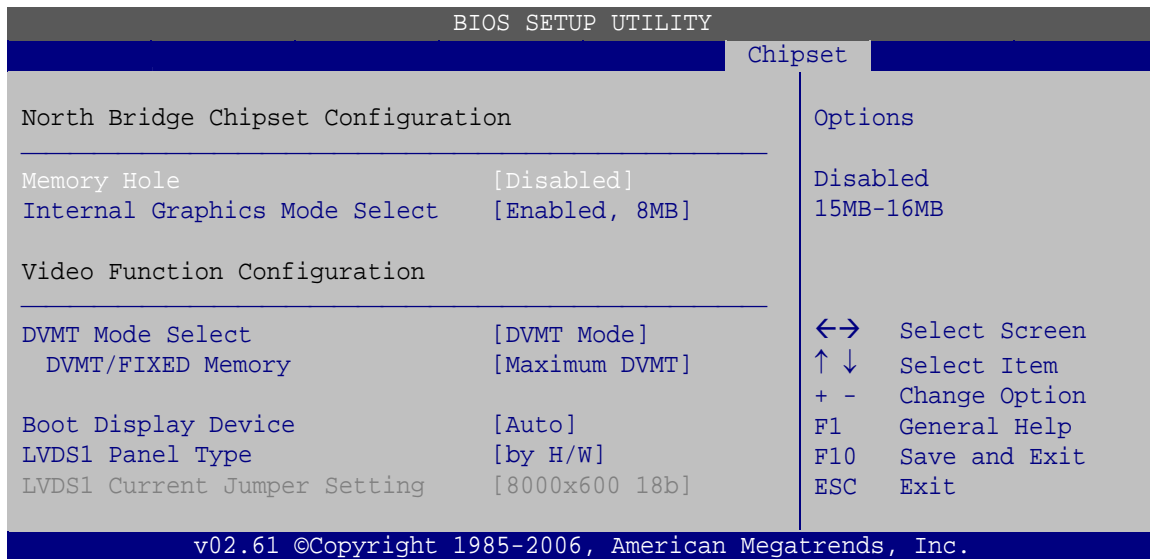 BIOS SETUP UTILITY
Chipset
North Bridge Chipset Configuration
Memory Hole [Disabled]
Internal Graphics Mode Select [Enabled, 8MB]
Video Function Configuration
DVMT Mode Select [DVMT Mode]
DVMT/FIXED Memory [Maximum DVMT]
Boot Display Device [Auto]
LVDS1 Panel Type [by H/W]
LVDS1 Current Jumper Setting [8000x600 18b]
Options
Disabled
15MB-16MB
←→ Select Screen
↑ ↓ Select Item
+ - Change Option
F1 General Help
F10 Save and Exit
ESC Exit
v02.61 ©Copyright 1985-2006, American Megatrends, Inc.